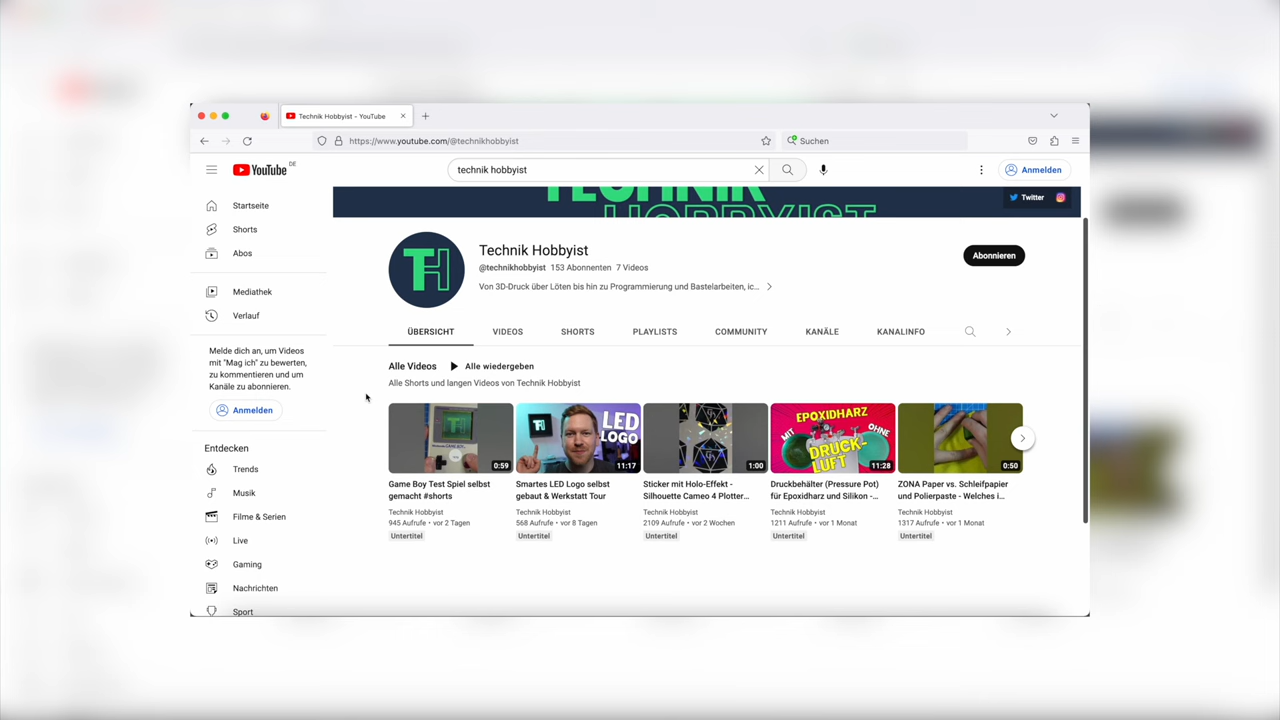 Technik Hobbyist - YouTube
https://www.youtube.com/@technikhobbyist
Suchen
YouTube DE
technik hobbyist
Anmelden
Startseite
Shorts
Abos
Mediathek
Verlauf
Melde dich an, um Videos
mit "Mag ich" zu bewerten,
zu kommentieren und um
Kanäle zu abonnieren.
Anmelden
Entdecken
Trends
Musik
Filme & Serien
Live
Gaming
Nachrichten
Sport
TECHNIK
HOBBYIST
Twitter
TH
Technik Hobbyist
@technikhobbyist 153 Abonnenten 7 Videos
Von 3D-Druck über Löten bis hin zu Programmierung und Bastelarbeiten, ic...
Abonnieren
ÜBERSICHT VIDEOS SHORTS PLAYLISTS COMMUNITY KANÄLE KANALINFO
Alle Videos Alle wiedergeben
Alle Shorts und langen Videos von Technik Hobbyist
TH
0:59
Game Boy Test Spiel selbst
gemacht #shorts
Technik Hobbyist
945 Aufrufe • vor 2 Tagen
Untertitel
TH
LED
LOGO
11:17
Smartes LED Logo selbst
gebaut & Werkstatt Tour
Technik Hobbyist
568 Aufrufe • vor 8 Tagen
Untertitel
1:00
Sticker mit Holo-Effekt -
Silhouette Cameo 4 Plotter...
Technik Hobbyist
2109 Aufrufe • vor 2 Wochen
Untertitel
EPOXIDHARZ
MIT
OHNE
DRUCK-
LUFT
11:28
Druckbehälter (Pressure Pot)
für Epoxidharz und Silikon -...
Technik Hobbyist
1211 Aufrufe • vor 1 Monat
Untertitel
0:50
ZONA Paper vs. Schleifpapier
und Polierpaste - Welches i...
Technik Hobbyist
1317 Aufrufe • vor 1 Monat
Untertitel